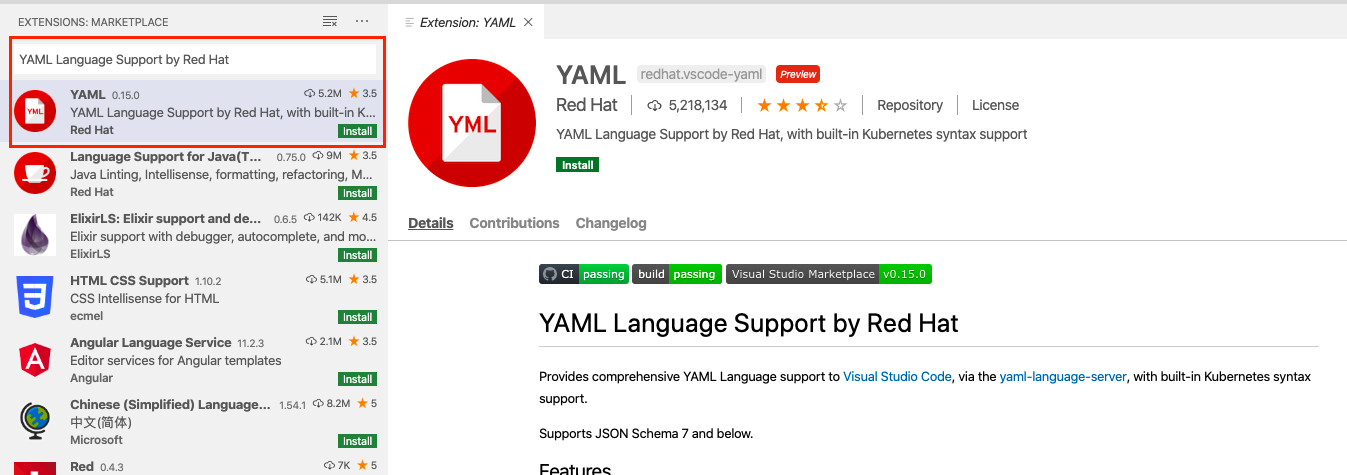 EXTENSIONS: MARKETPLACE
YAML Language Support by Red Hat
YAML 0.15.0 5.2M ★ 3.5
YAML Language Support by Red Hat, with built-in K...
Red Hat Install
YML
Language Support for Java(T... 0.75.0 9M ★ 3.5
Java Linting, Intellisense, formatting, refactoring, M...
Red Hat Install
ElixirLS: Elixir support and de... 0.6.5 142K ★ 4.5
Elixir support with debugger, autocomplete, and mo...
ElixirLS Install
HTML CSS Support 1.10.2 5.1M ★ 3.5
CSS Intellisense for HTML
ecmel Install
Angular Language Service 11.2.3 2.1M ★ 3.5
Editor services for Angular templates
Angular Install
Chinese (Simplified) Language... 1.54.1 8.2M ★ 5
中文(简体)
Microsoft Install
Red 0.4.3 7K ★ 5
Extension: YAML
YML
YAML redhat.vscode-yaml Preview
Red Hat 5,218,134 Repository License
YAML Language Support by Red Hat, with built-in Kubernetes syntax support
Install
Details Contributions Changelog
CI passing build passing Visual Studio Marketplace v0.15.0
YAML Language Support by Red Hat
Provides comprehensive YAML Language support to Visual Studio Code, via the yaml-language-server, with built-in Kubernetes syntax
support.
Supports JSON Schema 7 and below.
Features